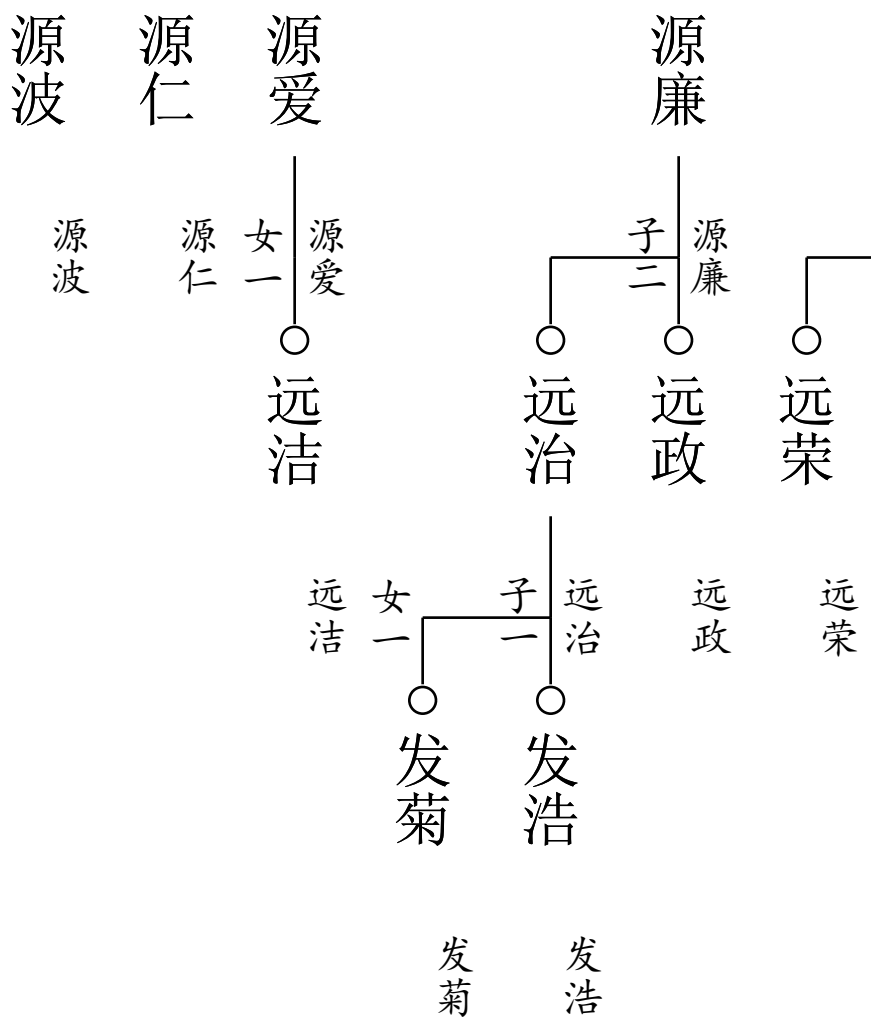 源廉
源爱
源仁
源波
源廉
子二
源爱
女一
源仁
源波
远荣
远政
远治
远洁
远荣
远政
远治
子一
女一
远洁
发浩
发菊
发浩
发菊